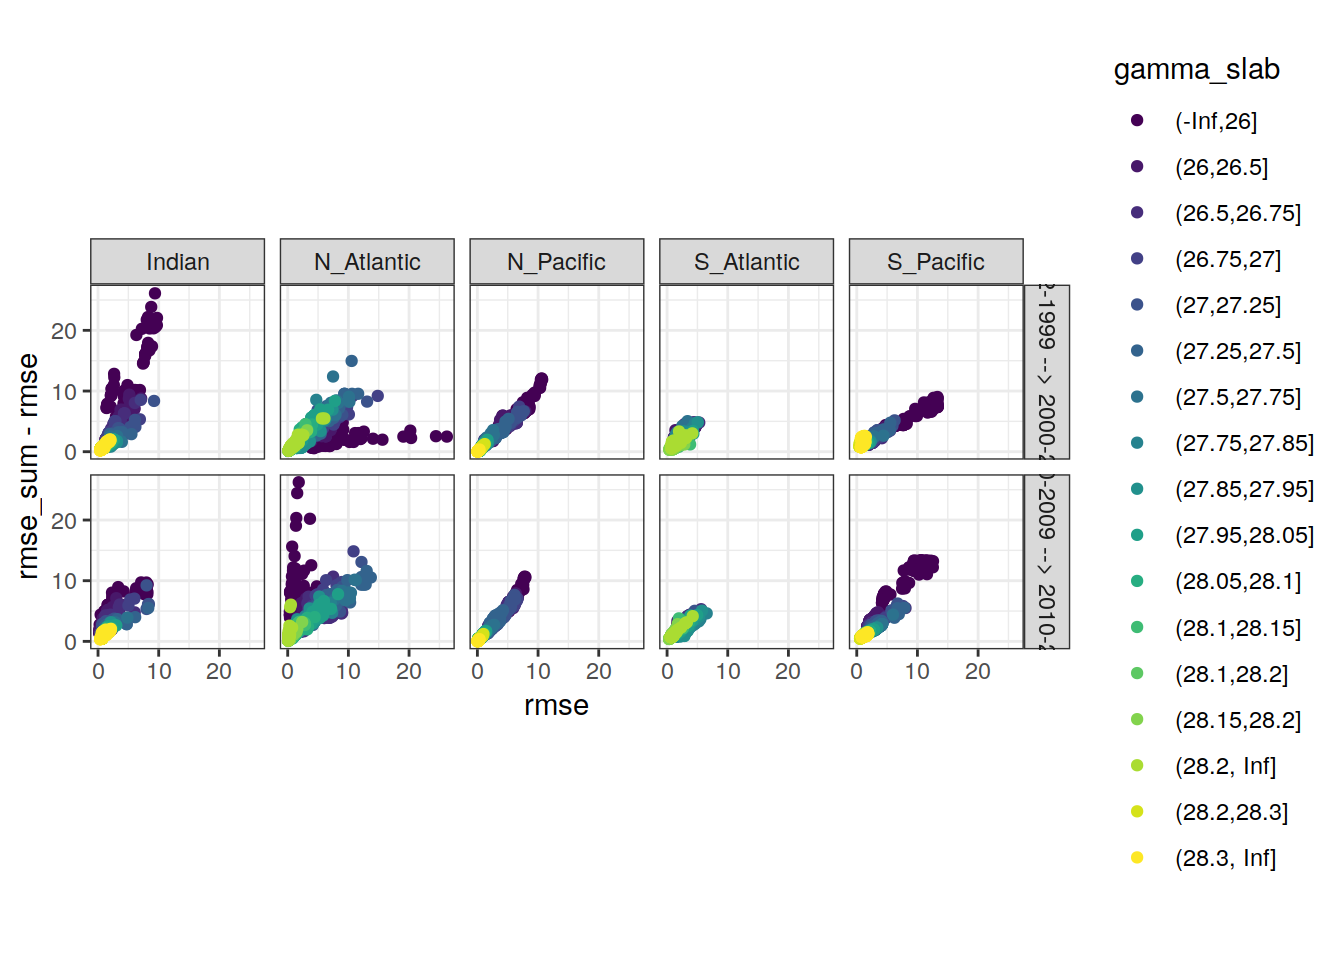 gamma_slab
(-Inf,26]
(26,26.5]
(26.5,26.75]
(26.75,27]
(27,27.25]
(27.25,27.5]
(27.5,27.75]
(27.75,27.85]
(27.85,27.95]
(27.95,28.05]
(28.05,28.1]
(28.1,28.15]
(28.1,28.2]
(28.15,28.2]
(28.2, Inf]
(28.2,28.3]
(28.3, Inf]
Indian
N_Atlantic
N_Pacific
S_Atlantic
S_Pacific
20
10
0
-1999 --> 2000-
20
10
0
-2009 --> 2010-
0 10 20
0 10 20
0 10 20
0 10 20
0 10 20
rmse
rmse_sum - rmse